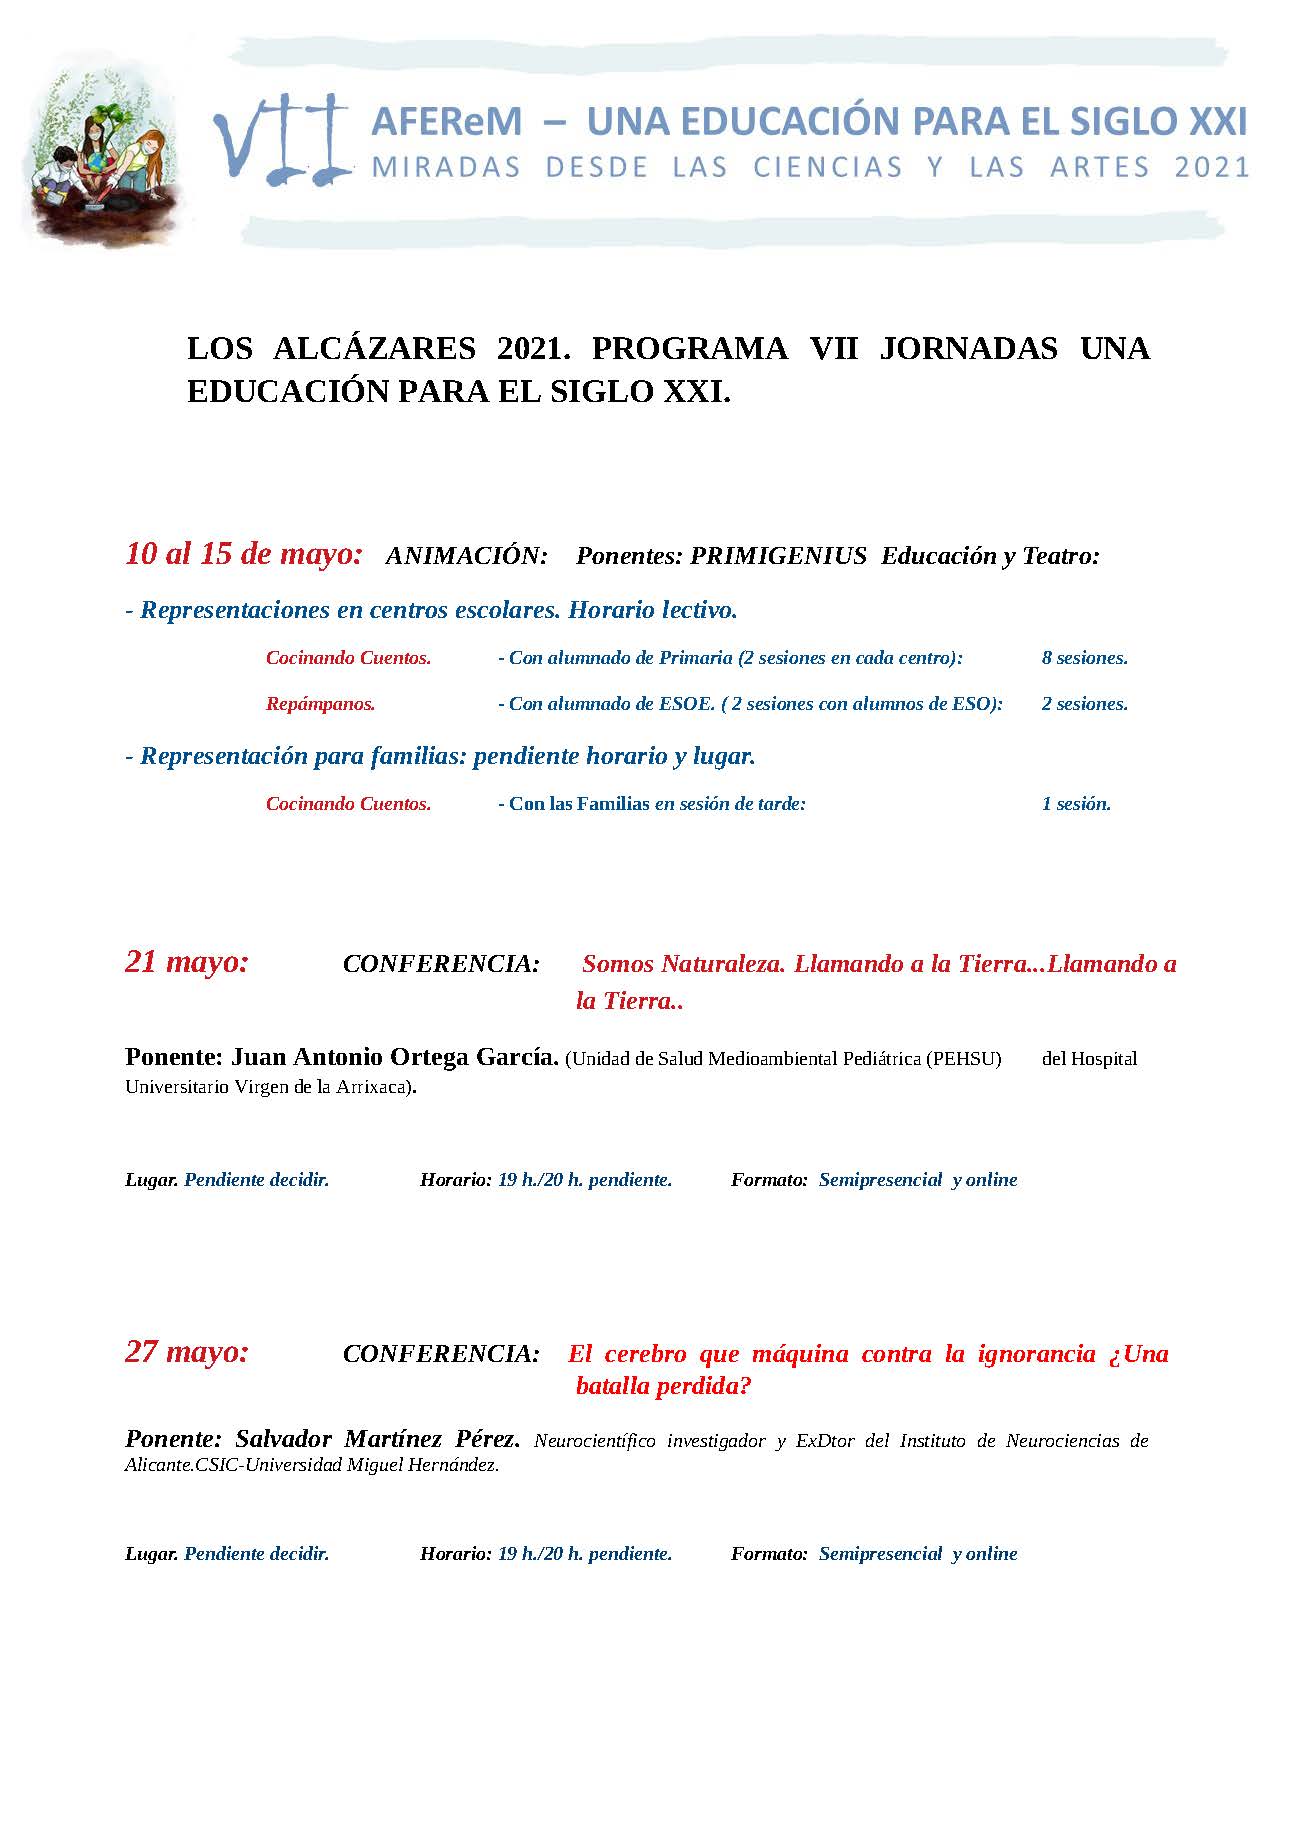 VII AFEReM – UNA EDUCACIÓN PARA EL SIGLO XXI
MIRADAS DESDE LAS CIENCIAS Y LAS ARTES 2021
LOS ALCÁZARES 2021. PROGRAMA VII JORNADAS UNA
EDUCACIÓN PARA EL SIGLO XXI.
10 al 15 de mayo: ANIMACIÓN: Ponentes: PRIMIGENIUS Educación y Teatro:
- Representaciones en centros escolares. Horario lectivo.
Cocinando Cuentos. - Con alumnado de Primaria (2 sesiones en cada centro): 8 sesiones.
Repámpanos. - Con alumnado de ESOE. ( 2 sesiones con alumnos de ESO): 2 sesiones.
- Representación para familias: pendiente horario y lugar.
Cocinando Cuentos. - Con las Familias en sesión de tarde: 1 sesión.
21 mayo: CONFERENCIA: Somos Naturaleza. Llamando a la Tierra...Llamando a
la Tierra..
Ponente: Juan Antonio Ortega García. (Unidad de Salud Medioambiental Pediátrica (PEHSU) del Hospital
Universitario Virgen de la Arrixaca).
Lugar. Pendiente decidir. Horario: 19 h./20 h. pendiente. Formato: Semipresencial y online
27 mayo: CONFERENCIA: El cerebro que máquina contra la ignorancia ¿Una
batalla perdida?
Ponente: Salvador Martínez Pérez. Neurocientífico investigador y ExDtor del Instituto de Neurociencias de
Alicante.CSIC-Universidad Miguel Hernández.
Lugar. Pendiente decidir. Horario: 19 h./20 h. pendiente. Formato: Semipresencial y online